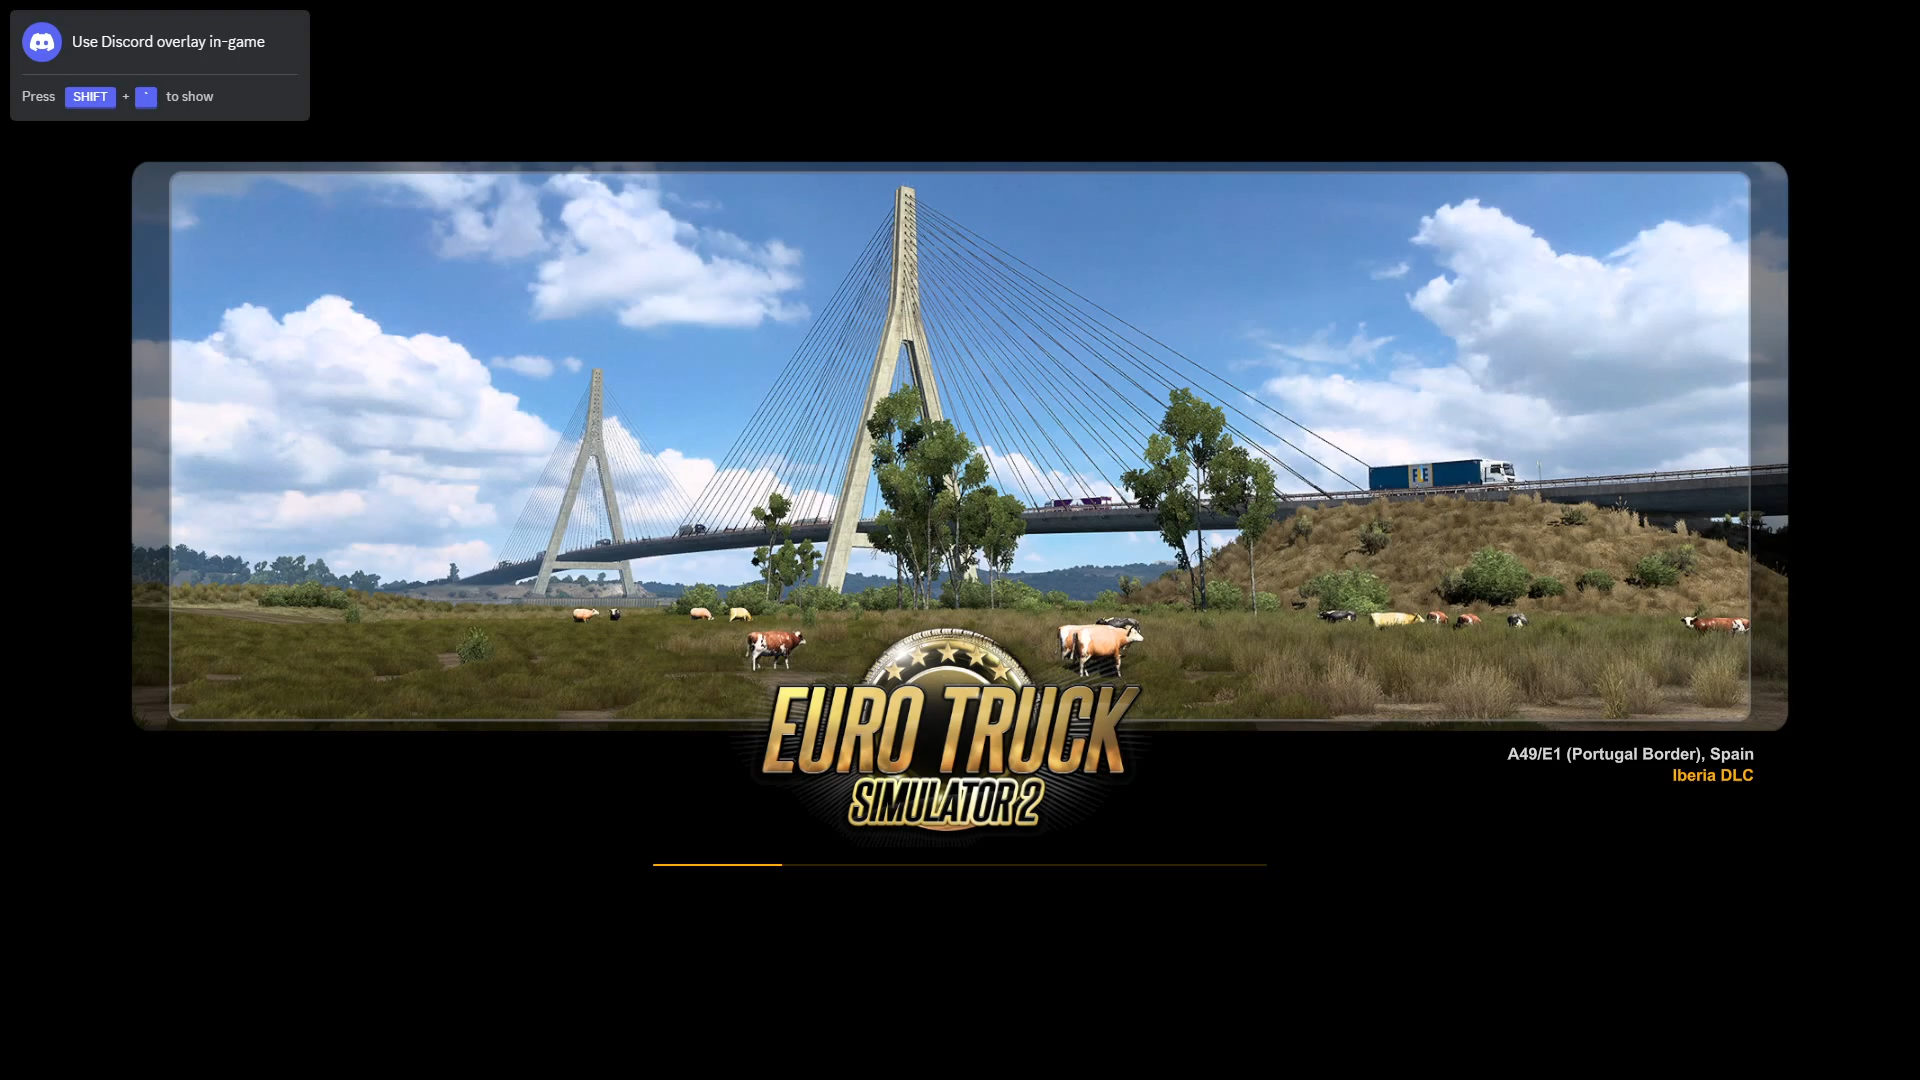 Use Discord overlay in-game
Press SHIFT + ` to show
EURO TRUCK
SIMULATOR 2
A49/E1 (Portugal Border), Spain
Iberia DLC